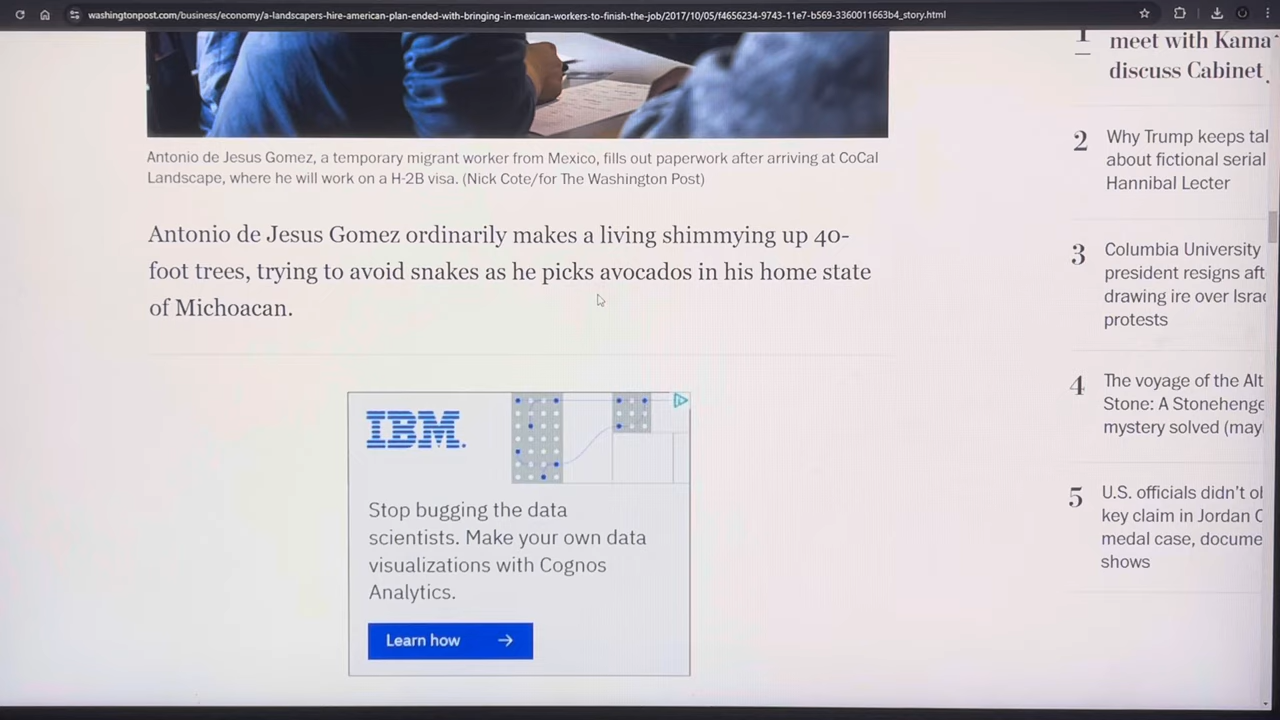 washingtonpost.com/business/economy/a-landscapers-hire-american-plan-ended-with-bringing-in-mexican-workers-to-finish-the-job/2017/10/05/f4656234-9743-11e7-b569-3360011663b4_story.html
Antonio de Jesus Gomez, a temporary migrant worker from Mexico, fills out paperwork after arriving at CoCal
Landscape, where he will work on a H-2B visa. (Nick Cote/for The Washington Post)
Antonio de Jesus Gomez ordinarily makes a living shimmying up 40-
foot trees, trying to avoid snakes as he picks avocados in his home state
of Michoacan.
IBM.
Stop bugging the data
scientists. Make your own data
visualizations with Cognos
Analytics.
Learn how
1
meet with Kama
discuss Cabinet
2
Why Trump keeps tal
about fictional serial
Hannibal Lecter
3
Columbia University
president resigns aft
drawing ire over Isra
protests
4
The voyage of the Alt
Stone: A Stonehenge
mystery solved (may
5
U.S. officials didn't
key claim in Jordan
medal case, docume
shows